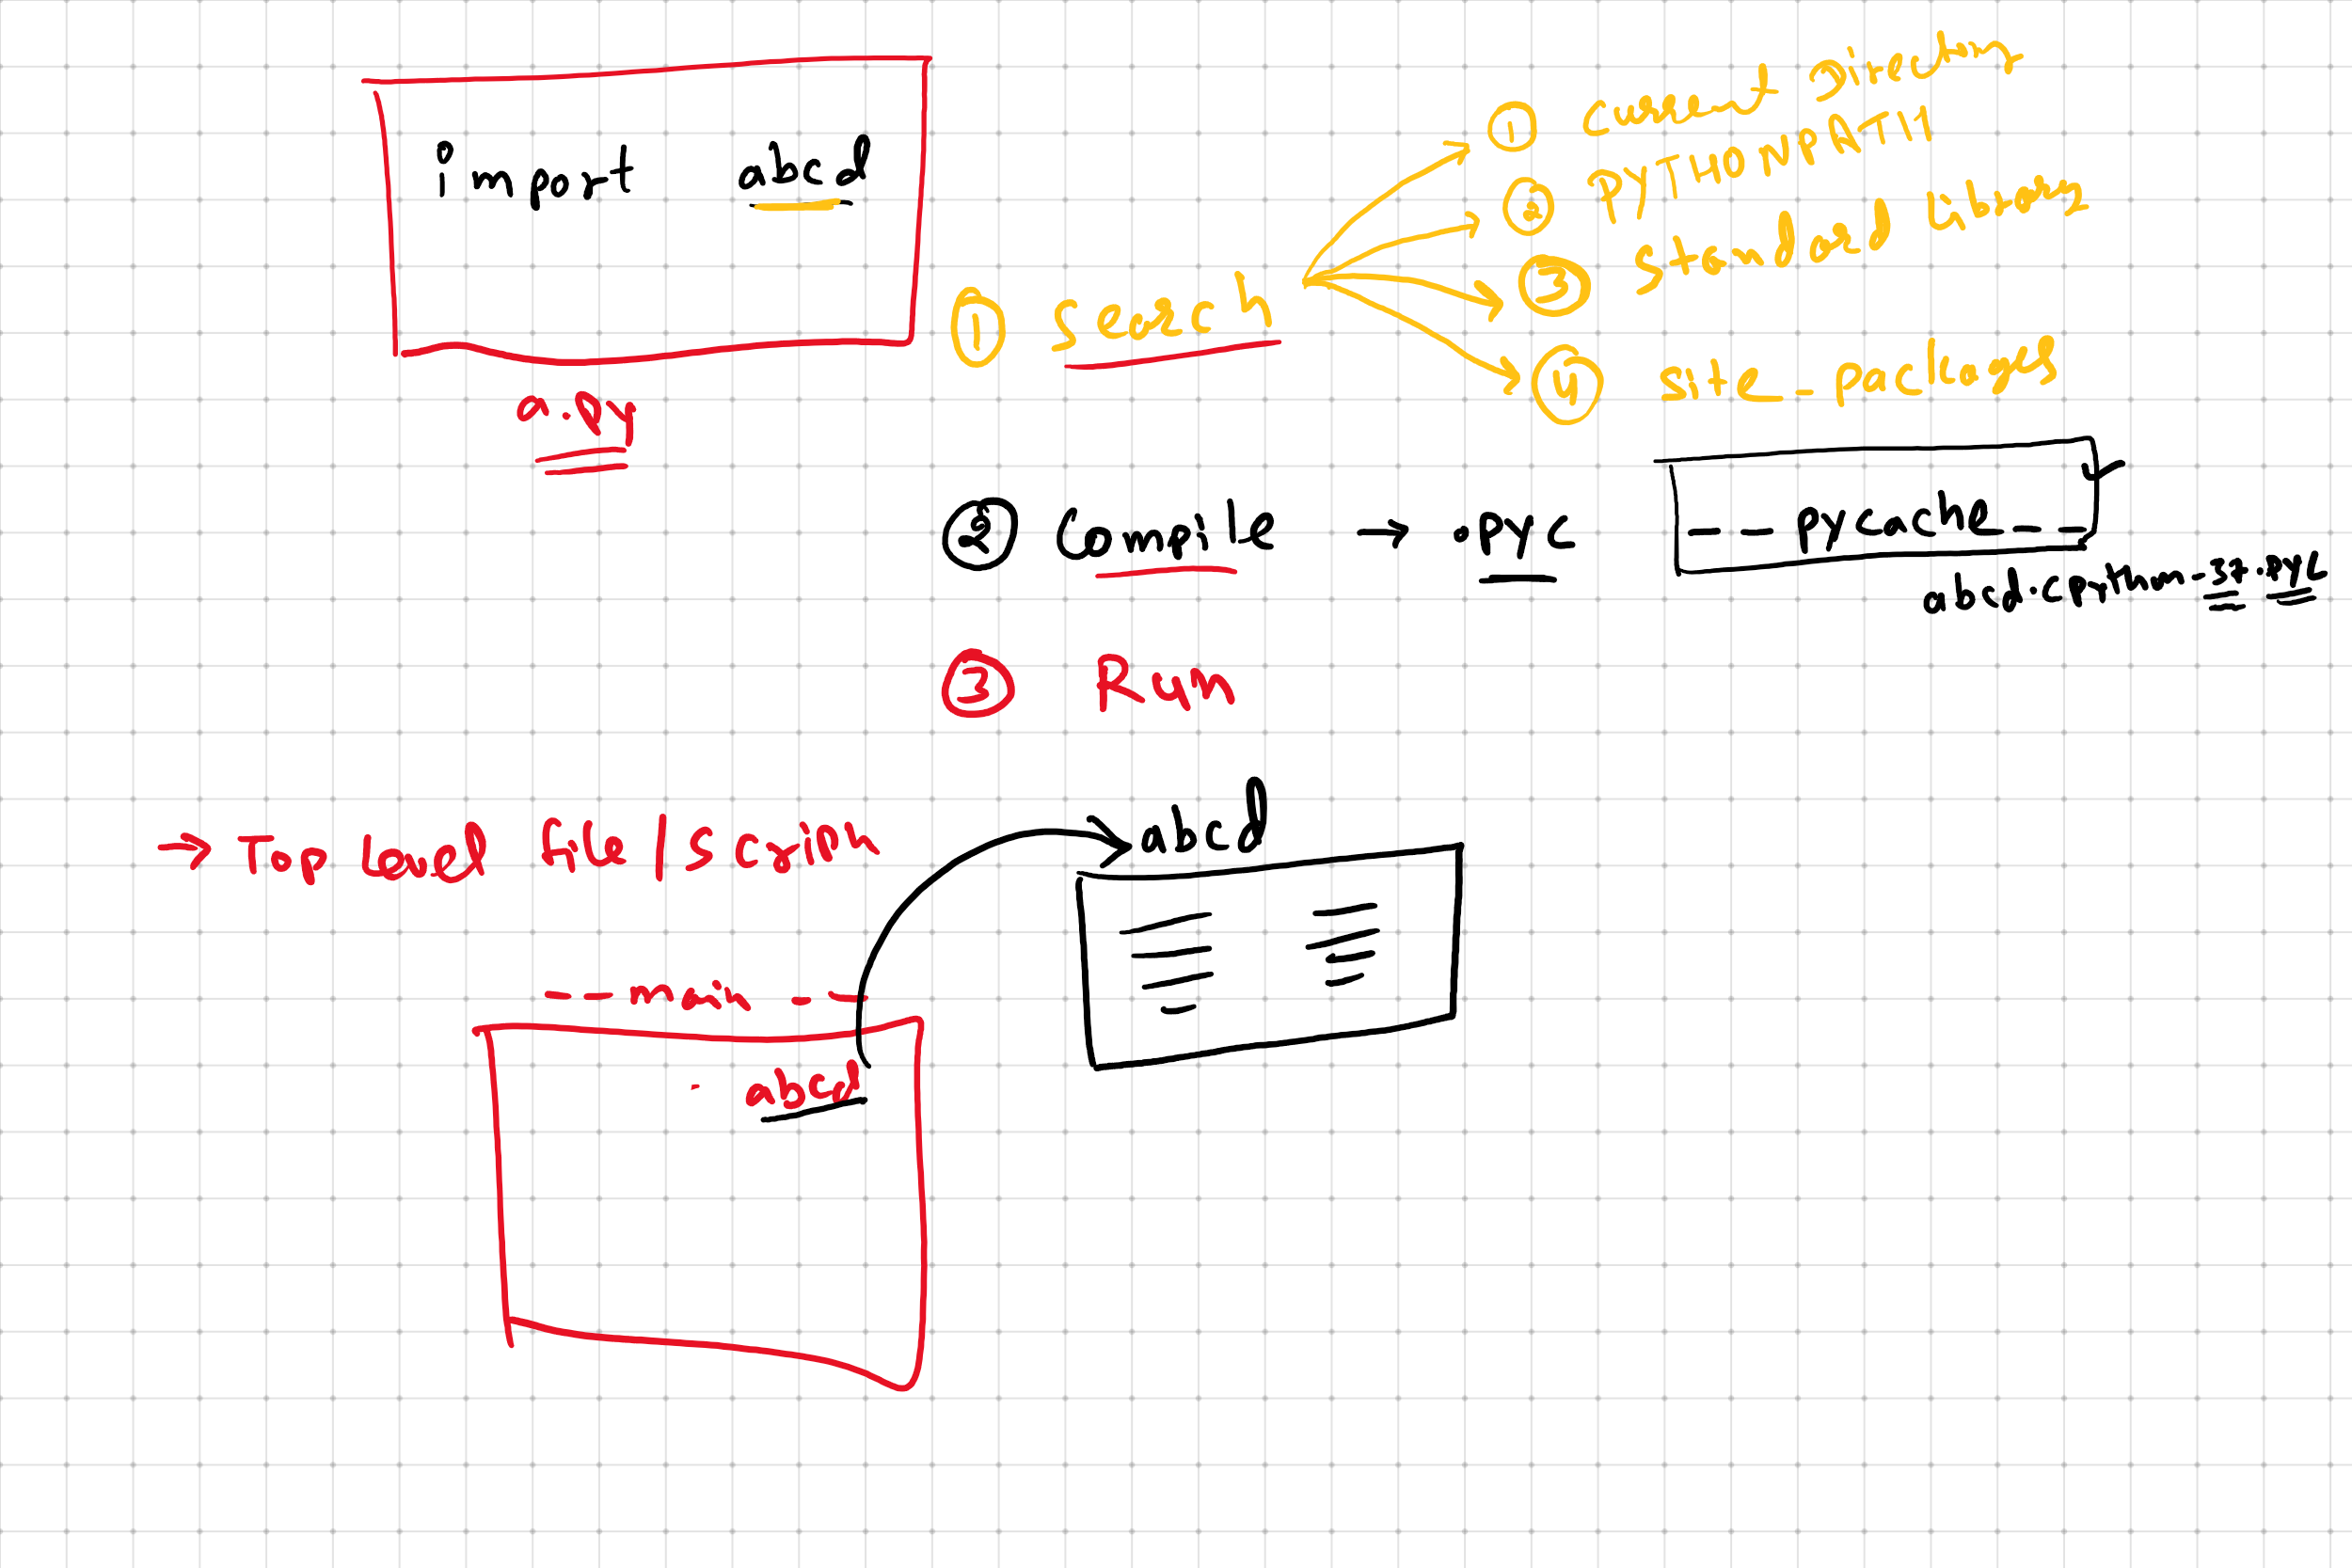 import abcd
a.py
① Search
① Current Directory
② PYTHONPATH
③ Standard library
④ site_packages
② Compile → .pyc
__pycache__
abcd.cpython-37.pyc
③ Run
→ Top level file / Script
__main__
abcd
abcd